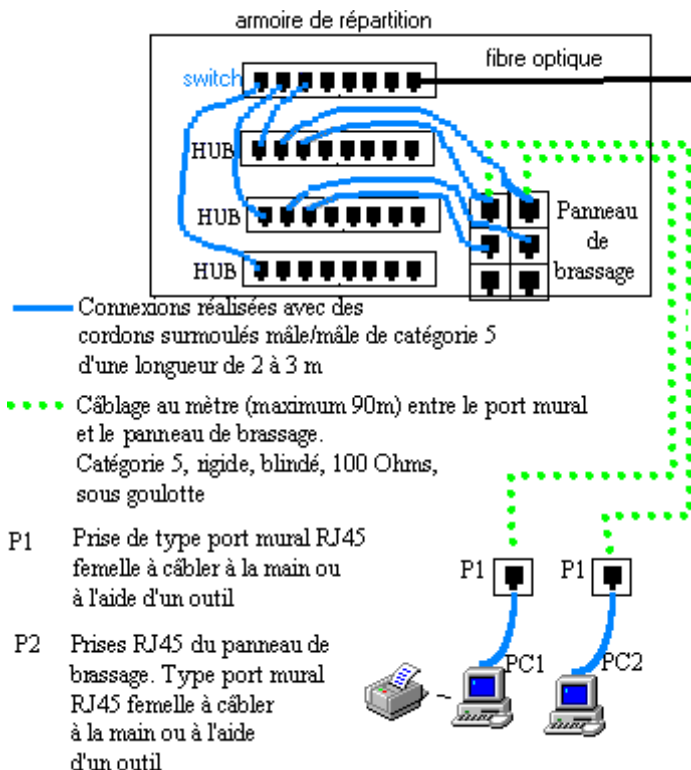 armoire de répartition
fibre optique
switch
HUB
HUB
Panneau
de
brassage
HUB
Connexions réalisées avec des
cordons surmoulés mâle/mâle de catégorie 5
d'une longueur de 2 à 3 m
Câblage au mètre (maximum 90m) entre le port mural
et le panneau de brassage.
Catégorie 5, rigide, blindé, 100 Ohms,
sous goulotte
P1 Prise de type port mural RJ45
femelle à câbler à la main ou
à l'aide d'un outil
P1
P1
P2 Prises RJ45 du panneau de
brassage. Type port mural
RJ45 femelle à câbler
à la main ou à l'aide
d'un outil
PC1
PC2